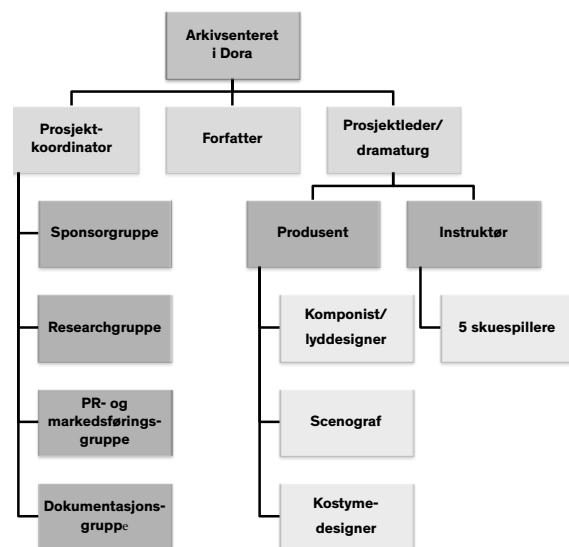 Arkivsenteret
i Dora
Prosjekt-
koordinator
Forfatter
Prosjektleder/
dramaturg
Sponsorgruppe
Produsent
Instruktør
Researchgruppe
Komponist/
lyddesigner
5 skuespillere
PR- og
markedsførings-
gruppe
Scenograf
Dokumentasjons-
gruppe
Kostyme-
designer